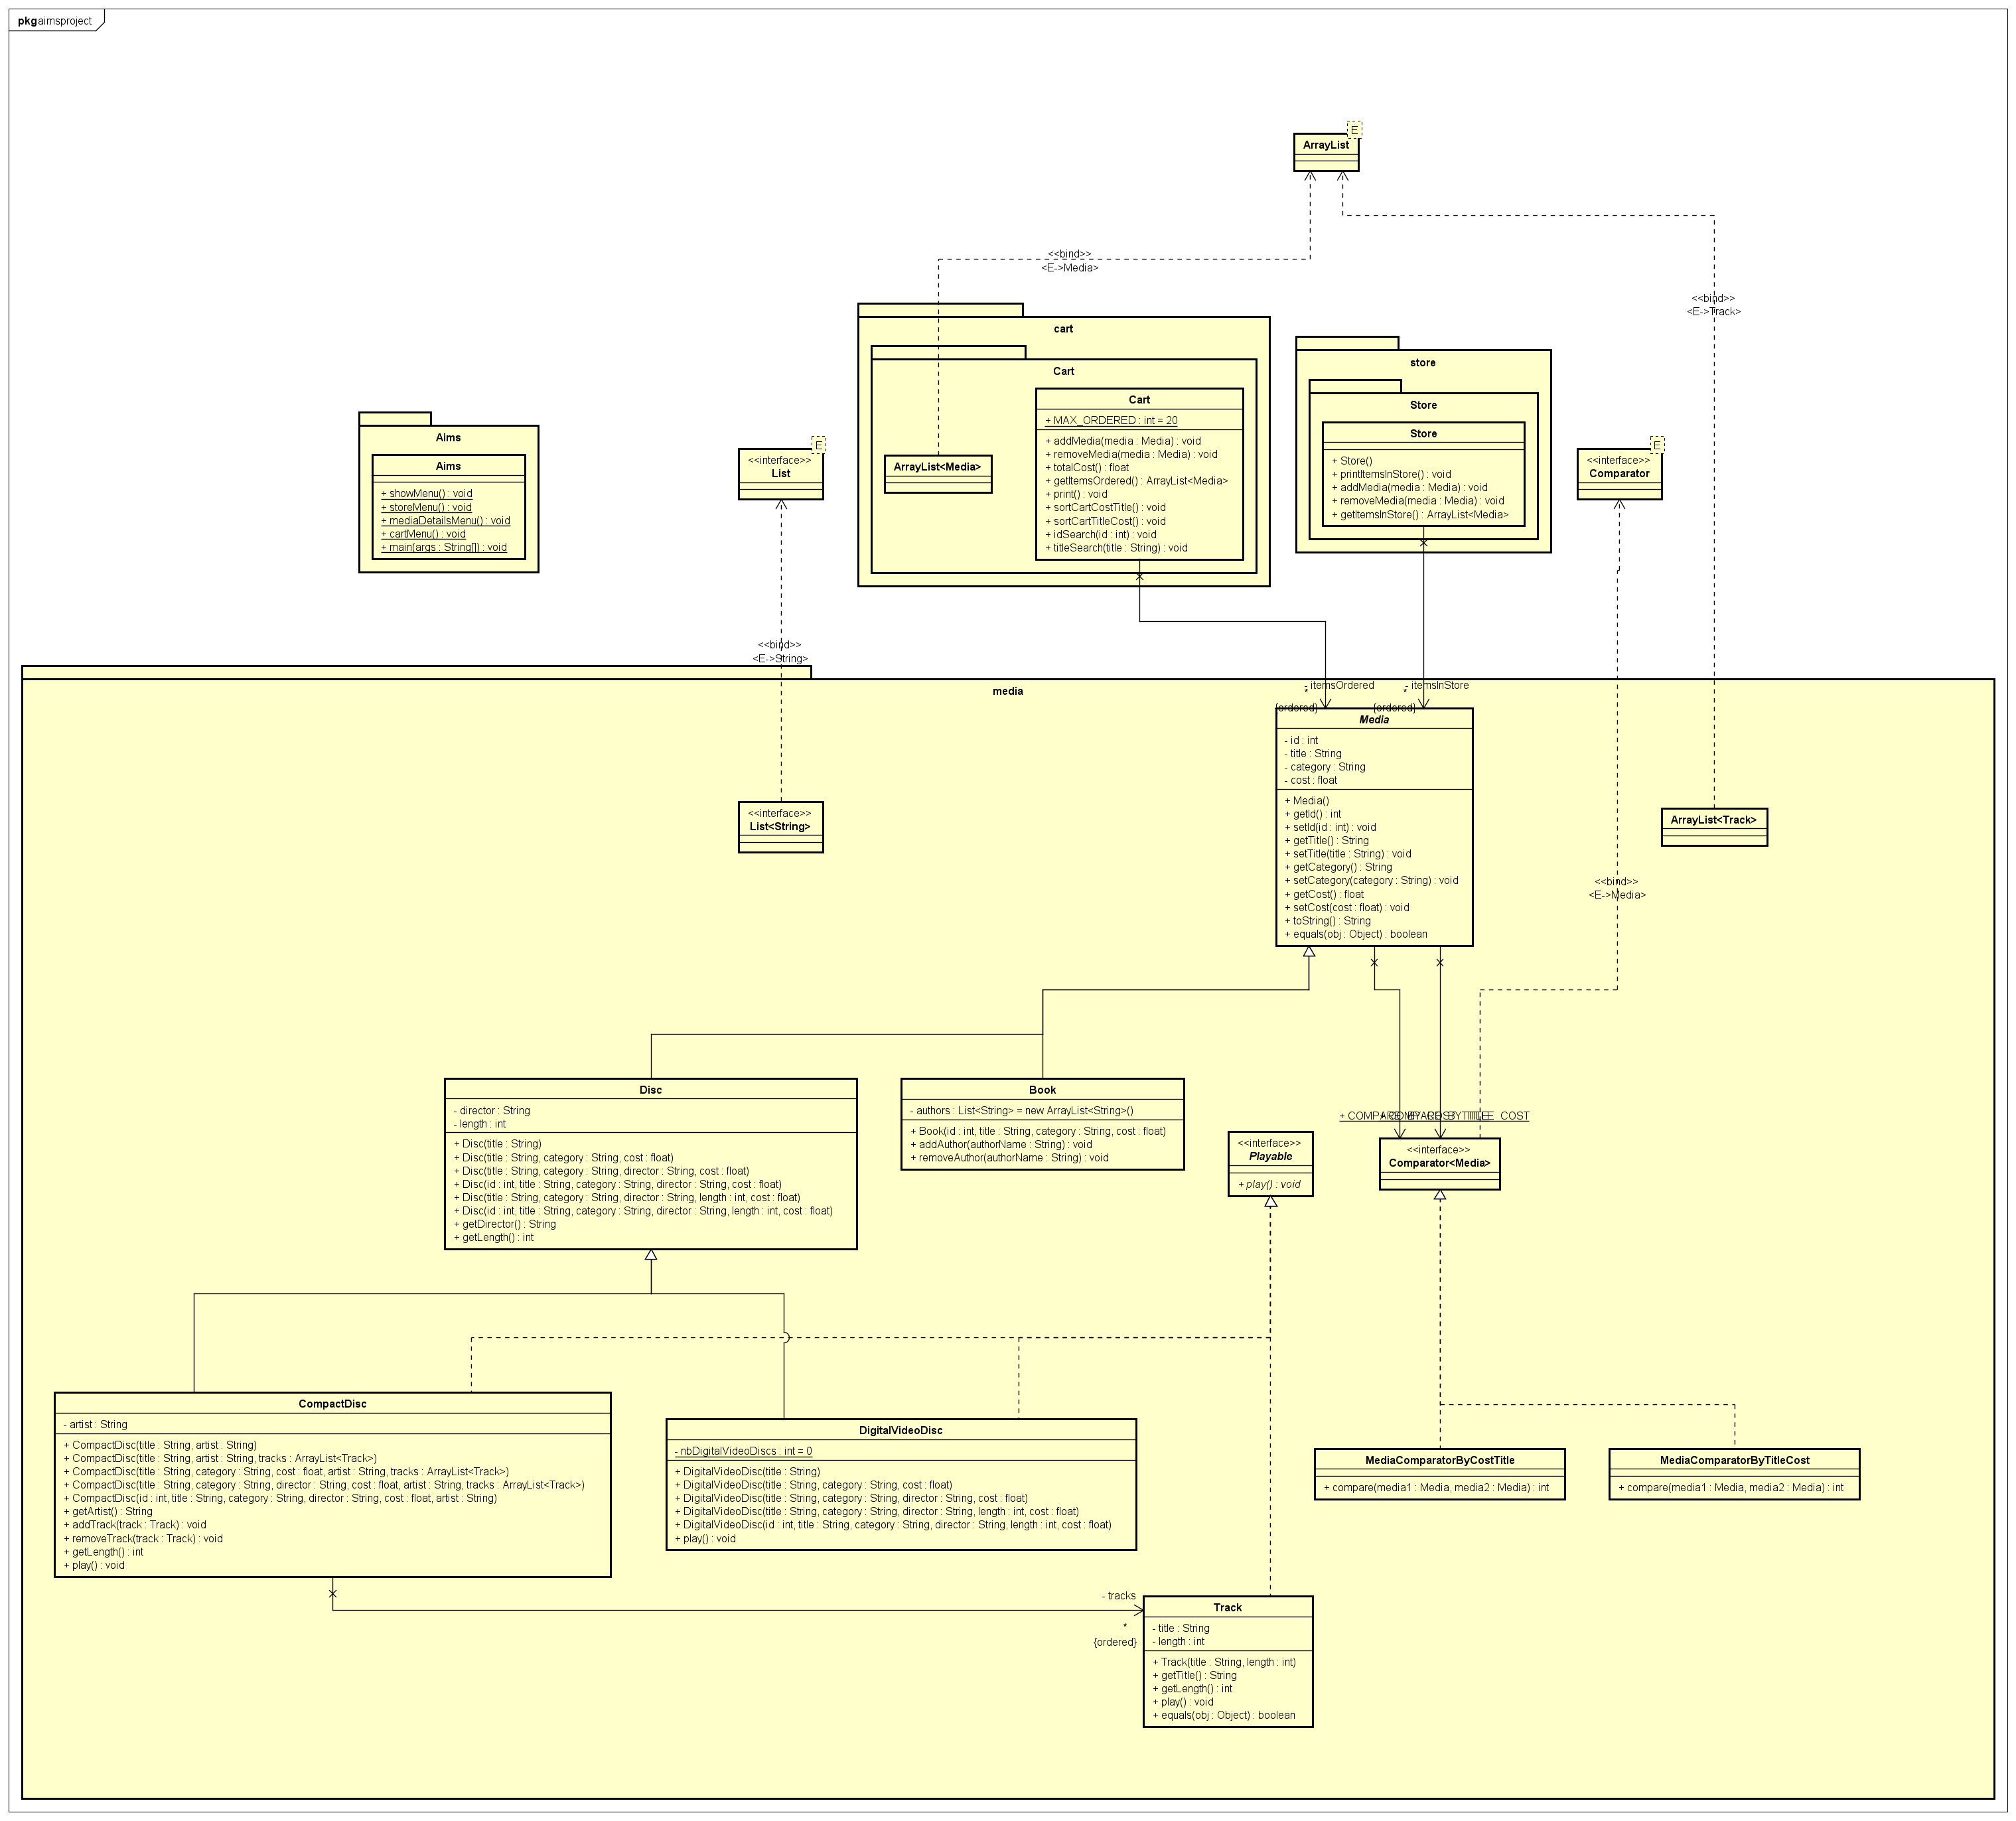 pkg aimsproject
E
ArrayList
<<bind>>
<E->Media>
<<bind>>
<E->Track>
cart
Cart
Cart
+ MAX_ORDERED : int = 20
+ addMedia(media : Media) : void
+ removeMedia(media : Media) : void
+ totalCost() : float
+ getItemsOrdered() : ArrayList<Media>
+ print() : void
+ sortCartCostTitle() : void
+ sortCartTitleCost() : void
+ idSearch(id : int) : void
+ titleSearch(title : String) : void
ArrayList<Media>
store
Store
Store
+ Store()
+ printItemsInStore() : void
+ addMedia(media : Media) : void
+ removeMedia(media : Media) : void
+ getItemsInStore() : ArrayList<Media>
Aims
Aims
+ showMenu() : void
+ storeMenu() : void
+ mediaDetailsMenu() : void
+ cartMenu() : void
+ main(args : String[]) : void
E
<<interface>>
List
E
<<interface>>
Comparator
<<bind>>
<E->String>
media
- itemsOrdered
*
{ordered}
- itemsInStore
*
{ordered}
Media
- id : int
- title : String
- category : String
- cost : float
+ Media()
+ getId() : int
+ setId(id : int) : void
+ getTitle() : String
+ setTitle(title : String) : void
+ getCategory() : String
+ setCategory(category : String) : void
+ getCost() : float
+ setCost(cost : float) : void
+ toString() : String
+ equals(obj : Object) : boolean
<<interface>>
List<String>
ArrayList<Track>
<<bind>>
<E->Media>
Disc
- director : String
- length : int
+ Disc(title : String)
+ Disc(title : String, category : String, cost : float)
+ Disc(title : String, category : String, director : String, cost : float)
+ Disc(id : int, title : String, category : String, director : String, cost : float)
+ Disc(title : String, category : String, director : String, length : int, cost : float)
+ Disc(id : int, title : String, category : String, director : String, length : int, cost : float)
+ getDirector() : String
+ getLength() : int
Book
- authors : List<String> = new ArrayList<String>()
+ Book(id : int, title : String, category : String, cost : float)
+ addAuthor(authorName : String) : void
+ removeAuthor(authorName : String) : void
<<interface>>
Playable
+ play() : void
<<interface>>
Comparator<Media>
CompactDisc
- artist : String
+ CompactDisc(title : String, artist : String)
+ CompactDisc(title : String, artist : String, tracks : ArrayList<Track>)
+ CompactDisc(title : String, category : String, cost : float, artist : String, tracks : ArrayList<Track>)
+ CompactDisc(title : String, category : String, director : String, cost : float, artist : String, tracks : ArrayList<Track>)
+ CompactDisc(id : int, title : String, category : String, director : String, cost : float, artist : String)
+ getArtist() : String
+ addTrack(track : Track) : void
+ removeTrack(track : Track) : void
+ getLength() : int
+ play() : void
DigitalVideoDisc
- nbDigitalVideoDiscs : int = 0
+ DigitalVideoDisc(title : String)
+ DigitalVideoDisc(title : String, category : String, cost : float)
+ DigitalVideoDisc(title : String, category : String, director : String, cost : float)
+ DigitalVideoDisc(title : String, category : String, director : String, length : int, cost : float)
+ DigitalVideoDisc(id : int, title : String, category : String, director : String, length : int, cost : float)
+ play() : void
MediaComparatorByCostTitle
+ compare(media1 : Media, media2 : Media) : int
MediaComparatorByTitleCost
+ compare(media1 : Media, media2 : Media) : int
- tracks
*
{ordered}
Track
- title : String
- length : int
+ Track(title : String, length : int)
+ getTitle() : String
+ getLength() : int
+ play() : void
+ equals(obj : Object) : boolean